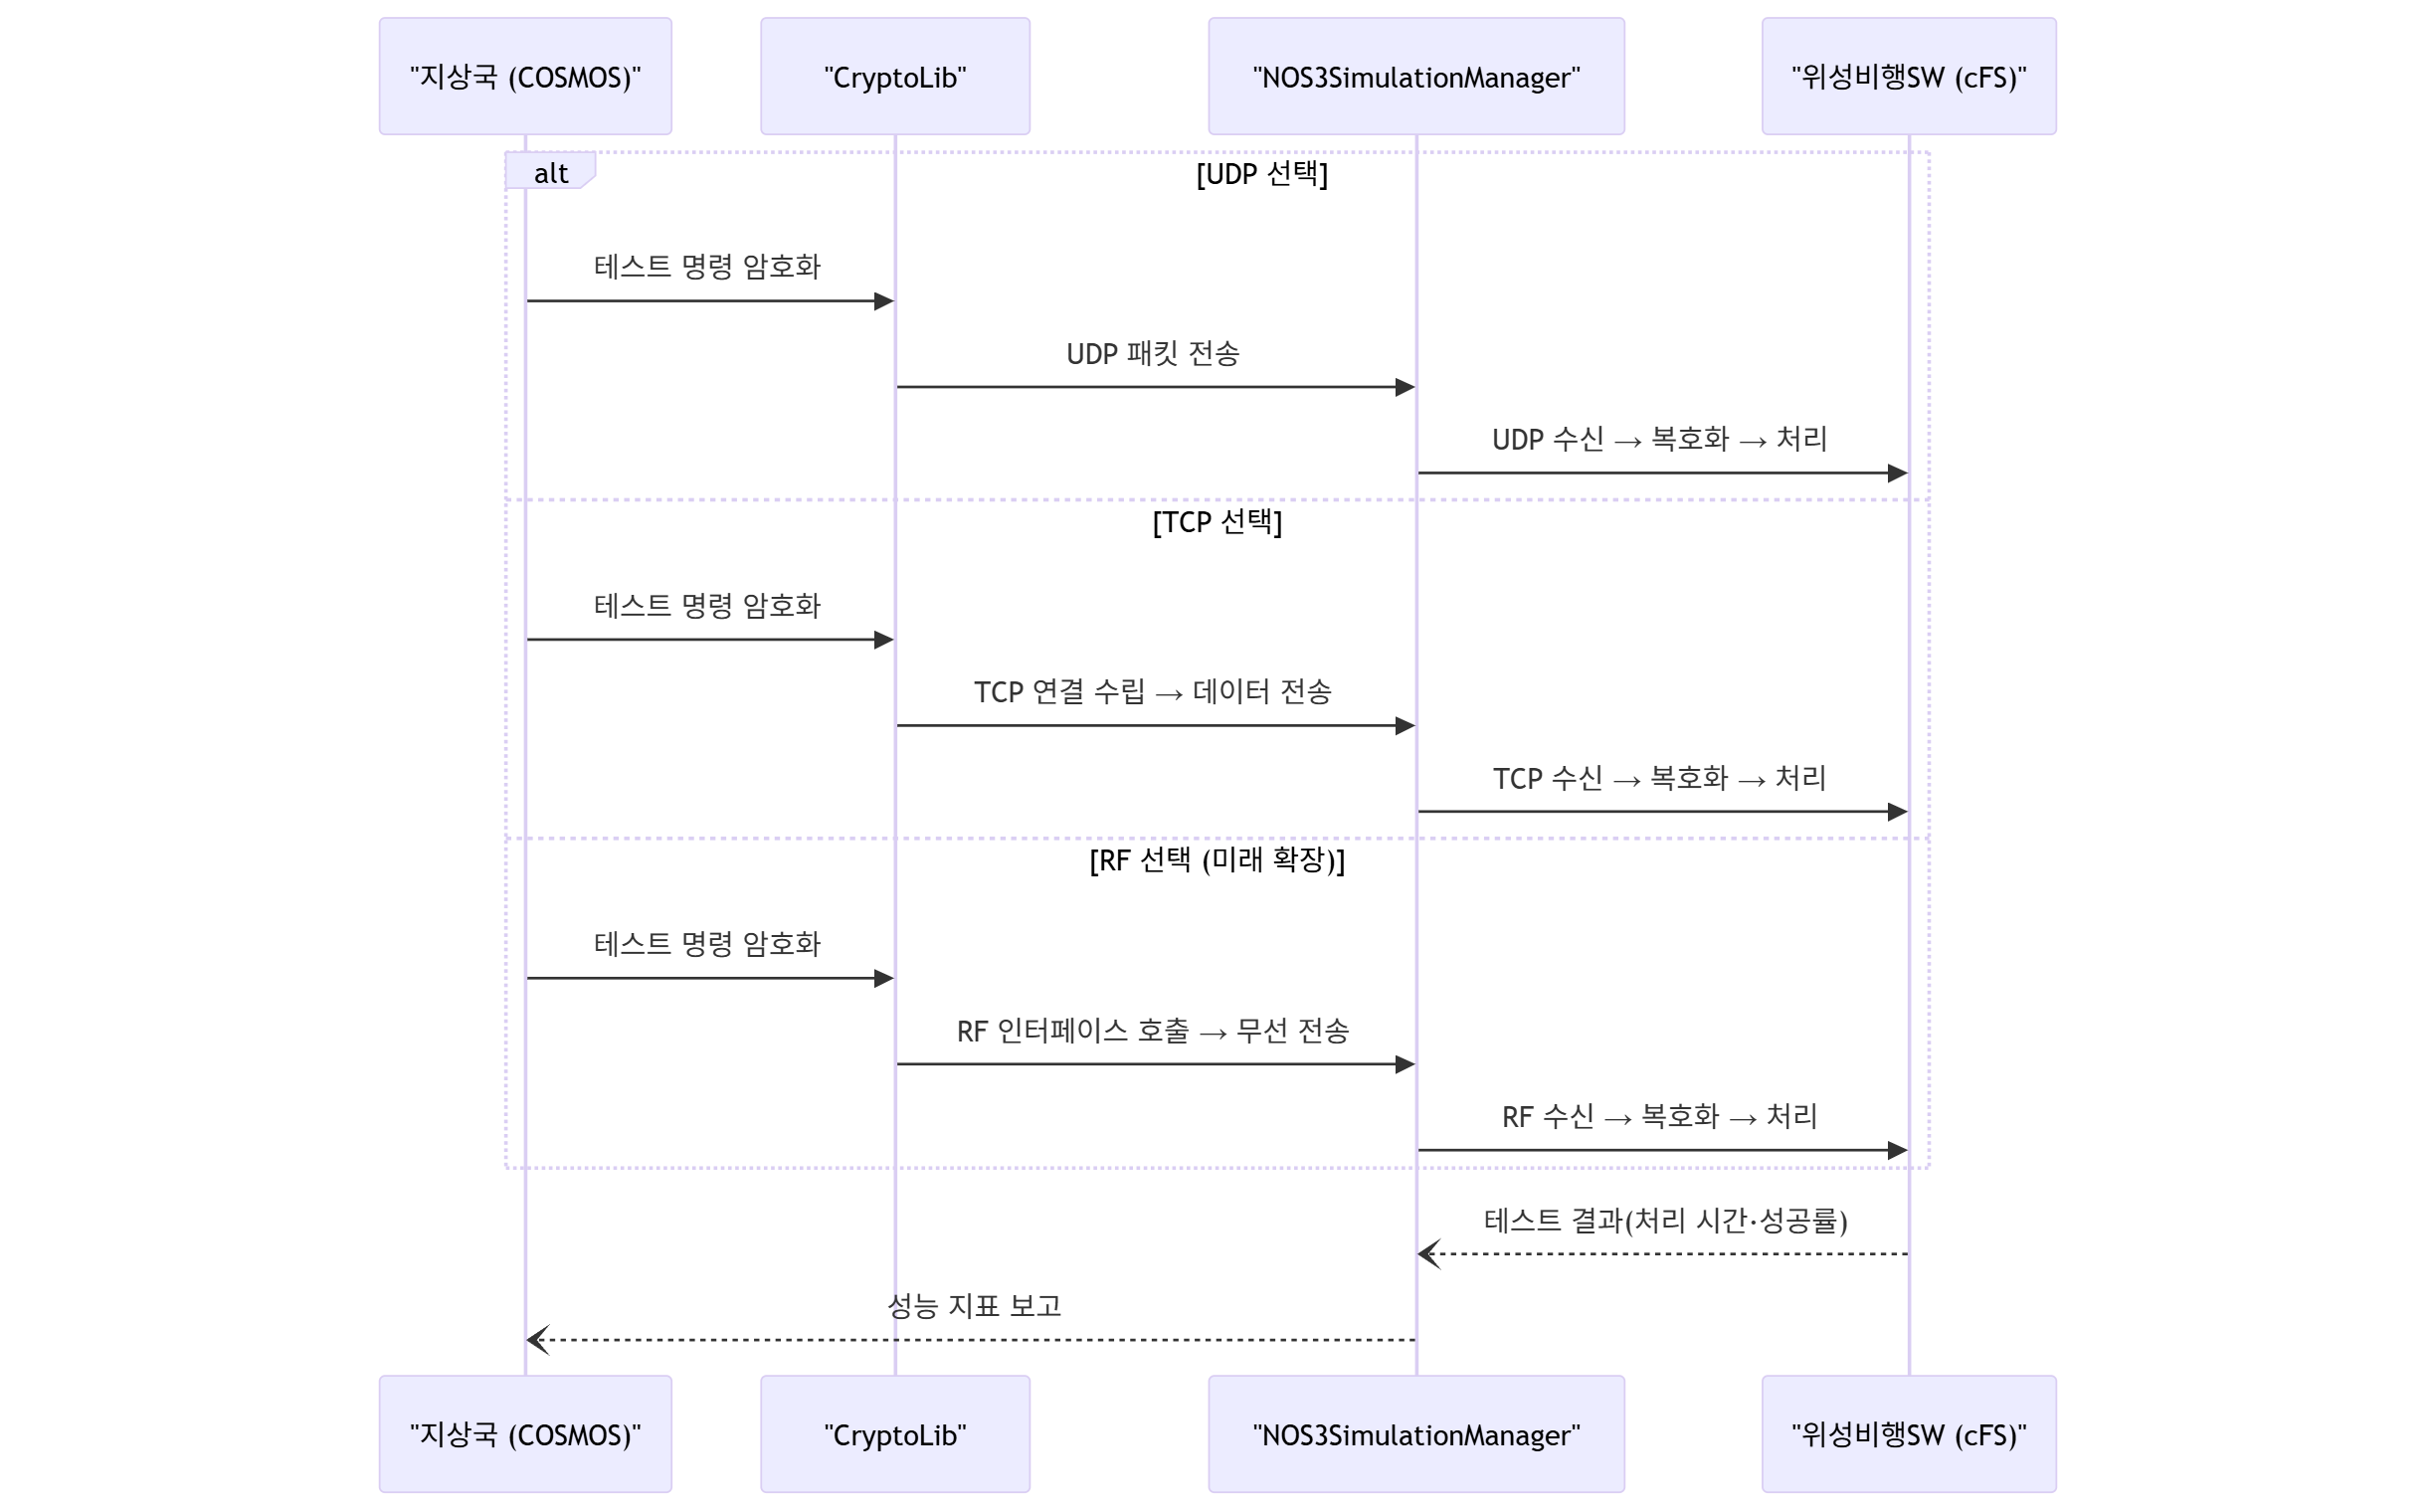 "지상국 (COSMOS)"
"CryptoLib"
"NOS3SimulationManager"
"위성비행SW (cFS)"
alt
[UDP 선택]
테스트 명령 암호화
UDP 패킷 전송
UDP 수신 → 복호화 → 처리
[TCP 선택]
테스트 명령 암호화
TCP 연결 수립 → 데이터 전송
TCP 수신 → 복호화 → 처리
[RF 선택 (미래 확장)]
테스트 명령 암호화
RF 인터페이스 호출 → 무선 전송
RF 수신 → 복호화 → 처리
테스트 결과(처리 시간·성공률)
성능 지표 보고
"지상국 (COSMOS)"
"CryptoLib"
"NOS3SimulationManager"
"위성비행SW (cFS)"